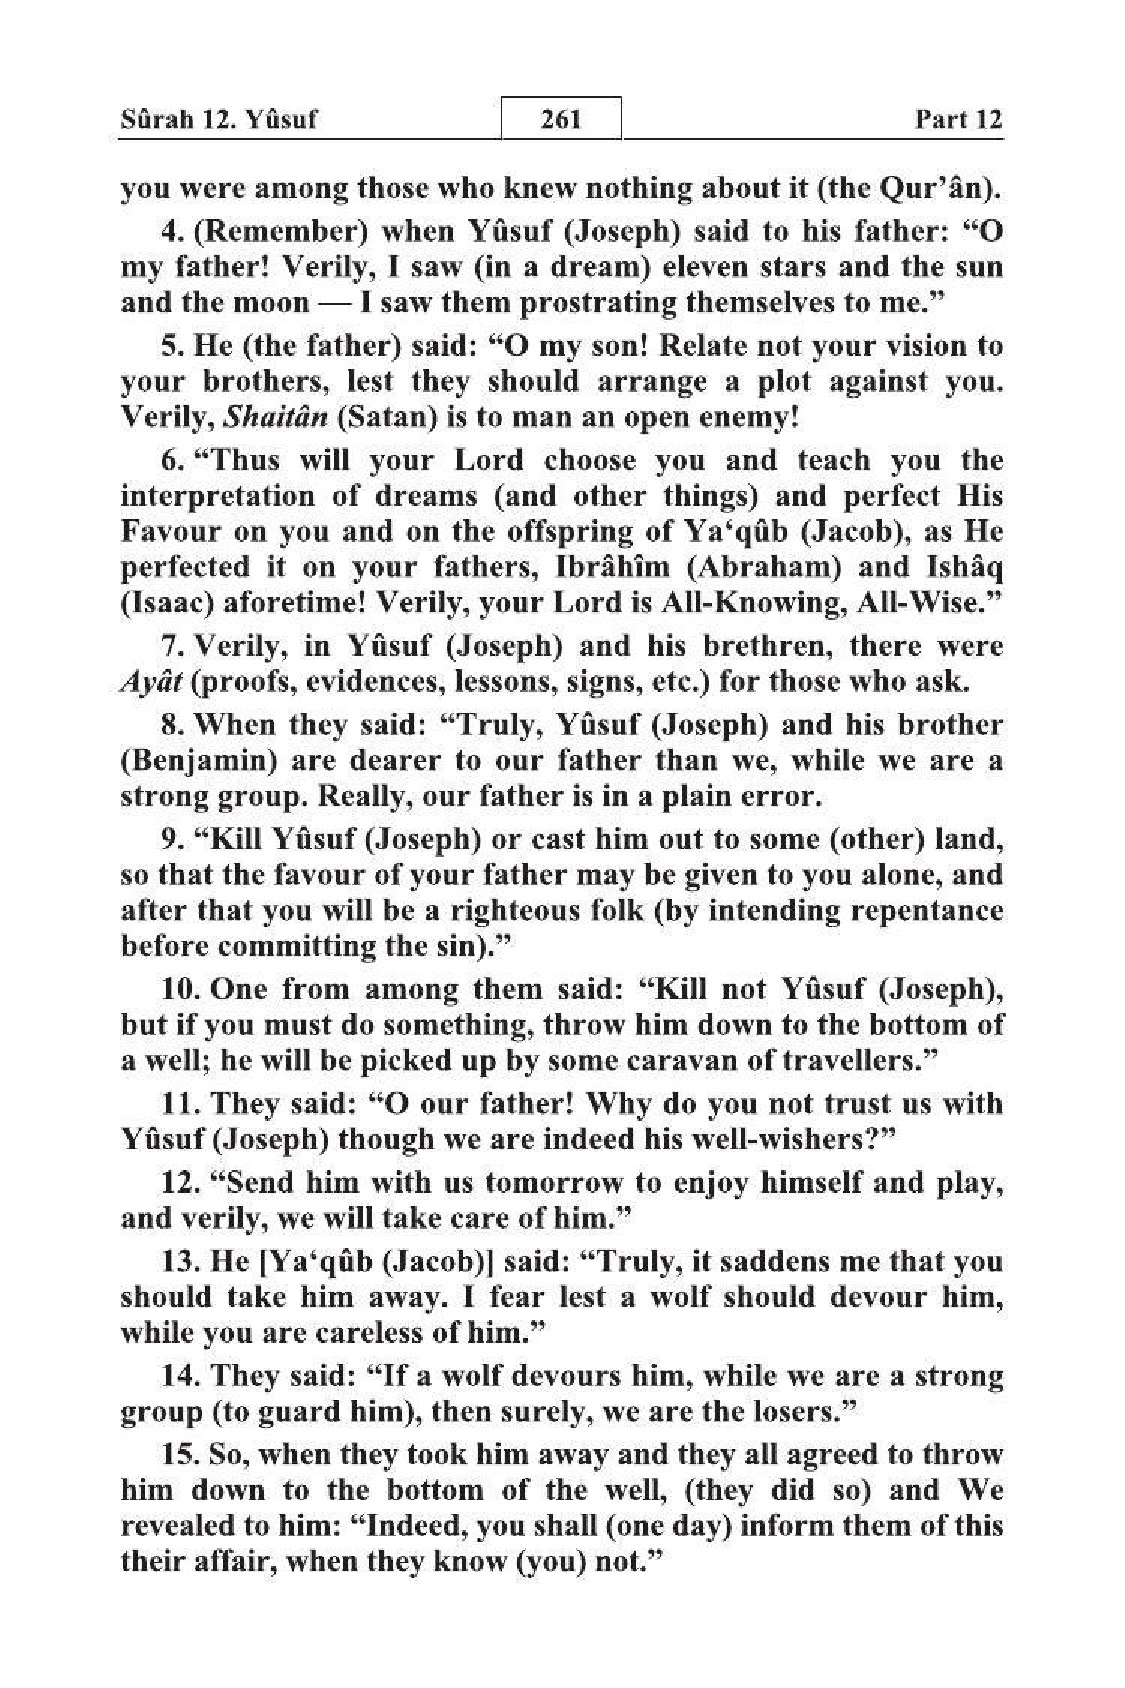 Sûrah 12. Yûsuf 261 Part 12
you were among those who knew nothing about it (the Qur’ân).
4. (Remember) when Yûsuf (Joseph) said to his father: “O
my father! Verily, I saw (in a dream) eleven stars and the sun
and the moon — I saw them prostrating themselves to me.”
5. He (the father) said: “O my son! Relate not your vision to
your brothers, lest they should arrange a plot against you.
Verily, Shaitân (Satan) is to man an open enemy!
6. “Thus will your Lord choose you and teach you the
interpretation of dreams (and other things) and perfect His
Favour on you and on the offspring of Ya‘qûb (Jacob), as He
perfected it on your fathers, Ibrâhîm (Abraham) and Ishâq
(Isaac) aforetime! Verily, your Lord is All-Knowing, All-Wise.”
7. Verily, in Yûsuf (Joseph) and his brethren, there were
Ayât (proofs, evidences, lessons, signs, etc.) for those who ask.
8. When they said: “Truly, Yûsuf (Joseph) and his brother
(Benjamin) are dearer to our father than we, while we are a
strong group. Really, our father is in a plain error.
9. “Kill Yûsuf (Joseph) or cast him out to some (other) land,
so that the favour of your father may be given to you alone, and
after that you will be a righteous folk (by intending repentance
before committing the sin).”
10. One from among them said: “Kill not Yûsuf (Joseph),
but if you must do something, throw him down to the bottom of
a well; he will be picked up by some caravan of travellers.”
11. They said: “O our father! Why do you not trust us with
Yûsuf (Joseph) though we are indeed his well-wishers?”
12. “Send him with us tomorrow to enjoy himself and play,
and verily, we will take care of him.”
13. He [Ya‘qûb (Jacob)] said: “Truly, it saddens me that you
should take him away. I fear lest a wolf should devour him,
while you are careless of him.”
14. They said: “If a wolf devours him, while we are a strong
group (to guard him), then surely, we are the losers.”
15. So, when they took him away and they all agreed to throw
him down to the bottom of the well, (they did so) and We
revealed to him: “Indeed, you shall (one day) inform them of this
their affair, when they know (you) not.”